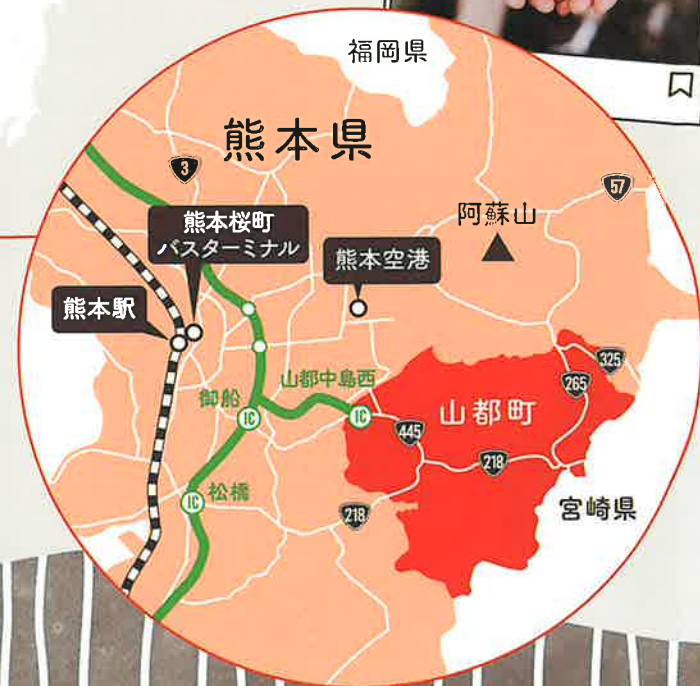 福岡県
熊本県
3
57
阿蘇山
熊本桜町
バスターミナル
熊本空港
熊本駅
325
265
山都中島西
御船
IC
IC
山都町
445
218
IC
松橋
218
宮崎県